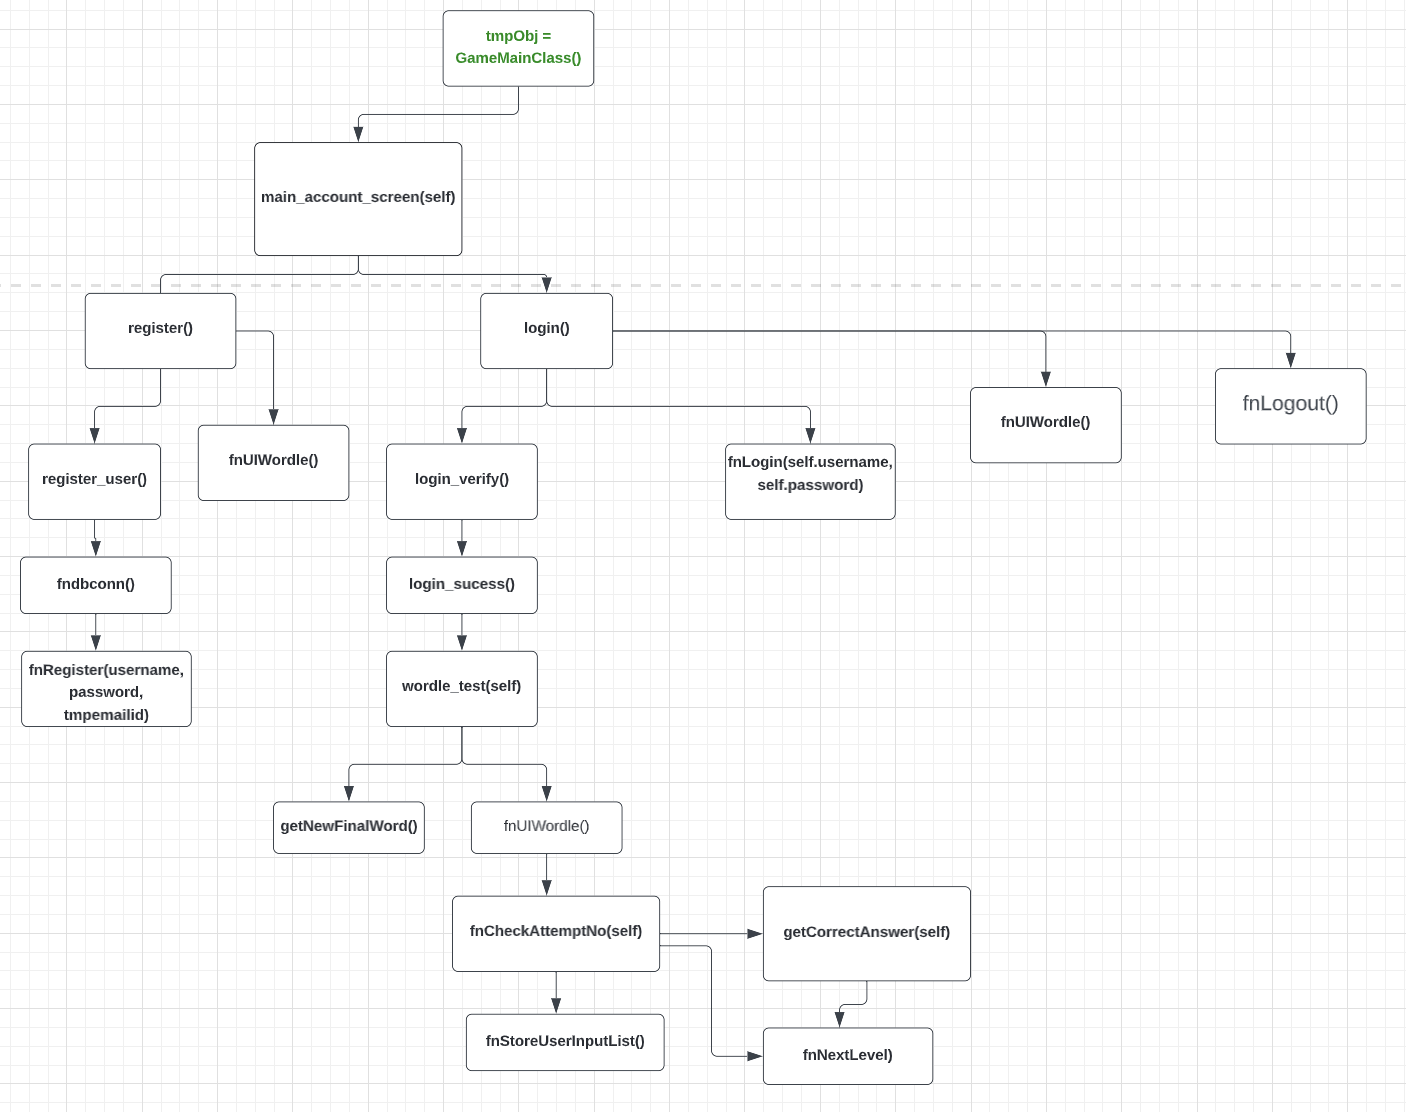 tmpObj =
GameMainClass()
main_account_screen(self)
register()
login()
fnUIWordle()
fnLogout()
register_user()
fnUIWordle()
login_verify()
fnLogin(self.username,
self.password)
fndbconn()
login_sucess()
fnRegister(username,
password,
tmpemailid)
wordle_test(self)
getNewFinalWord()
fnUIWordle()
fnCheckAttemptNo(self)
getCorrectAnswer(self)
fnStoreUserInputList()
fnNextLevel)